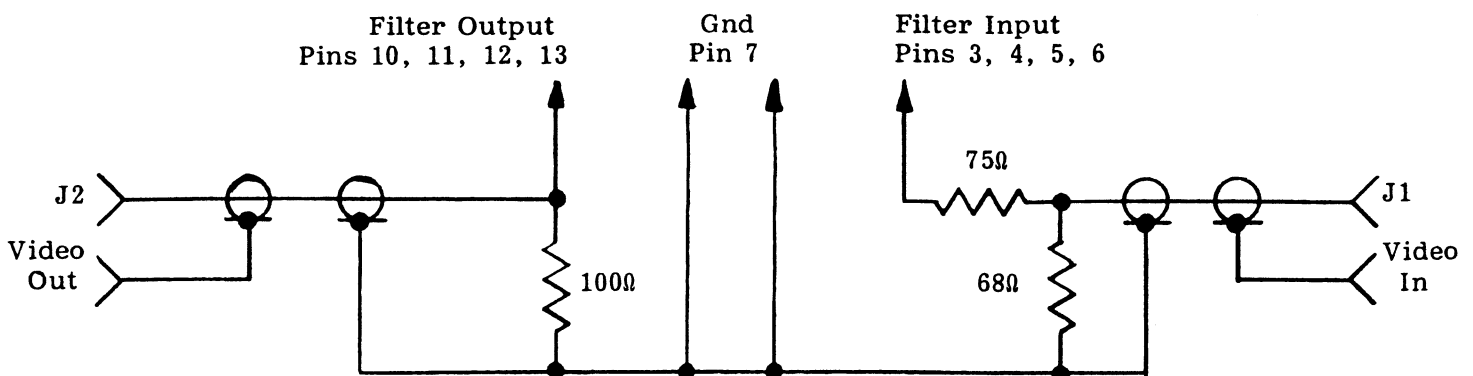 Filter Output
Pins 10, 11, 12, 13
Gnd
Pin 7
Filter Input
Pins 3, 4, 5, 6
75Ω
J2
J1
Video
Out
100Ω
68Ω
Video
In